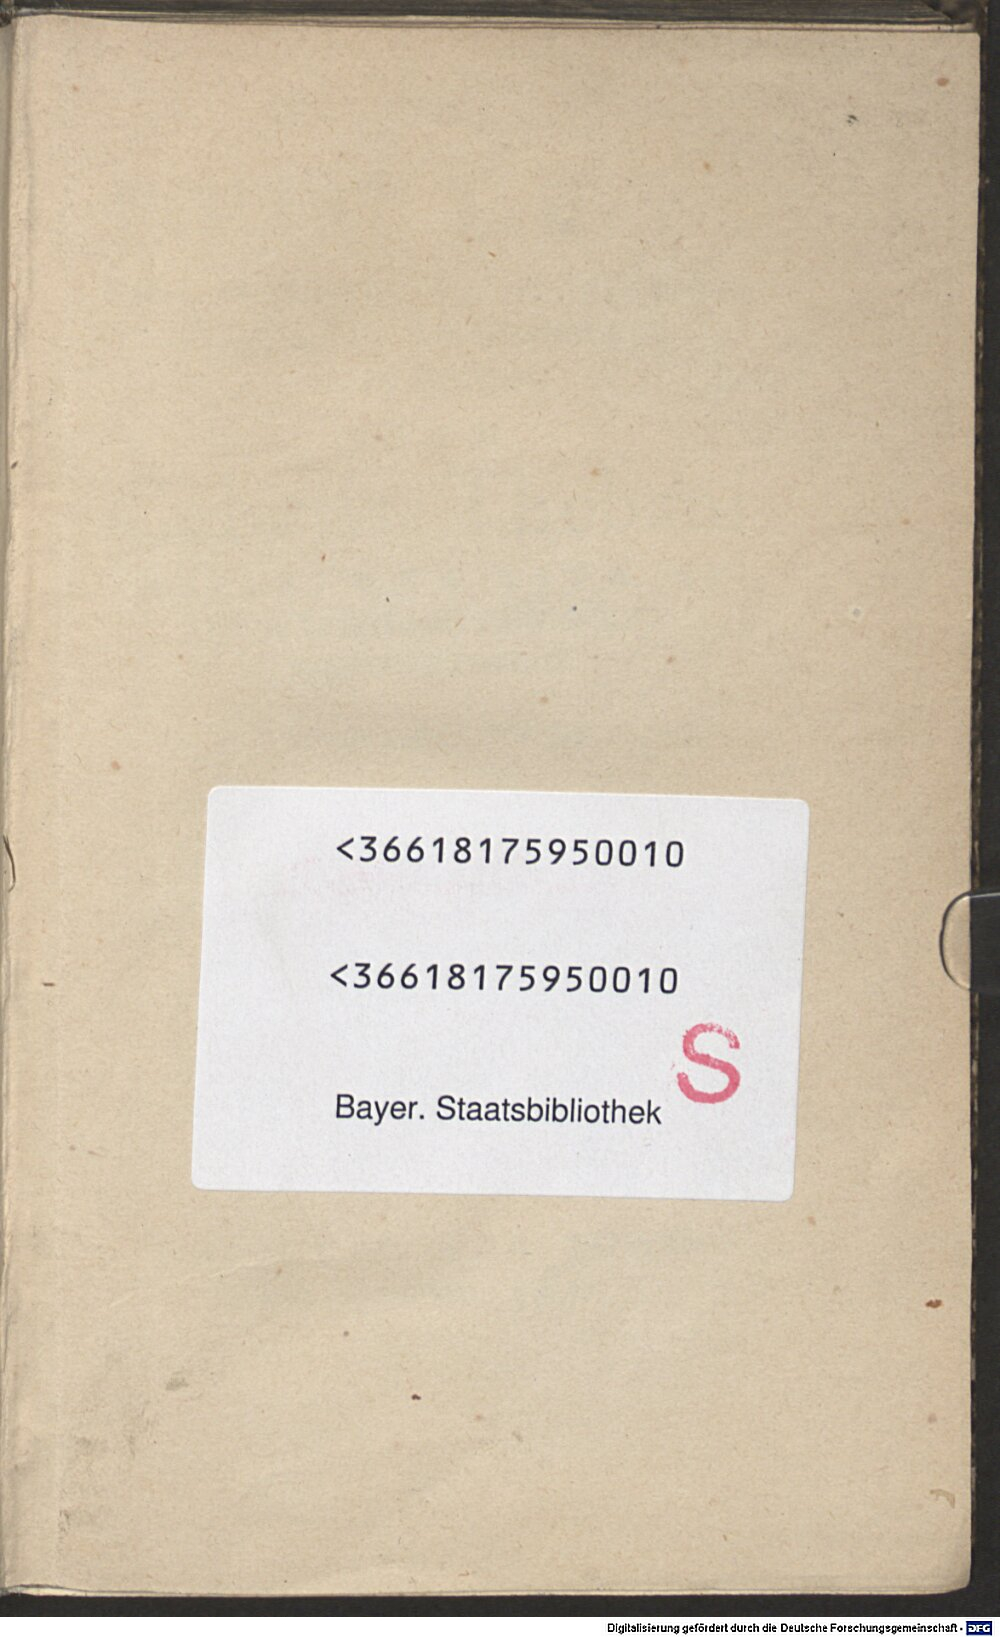 <36618175950010
<36618175950010
S
Bayer. Staatsbibliothek
Digitalisierung gefördert durch die Deutsche Forschungsgemeinschaft - DFG